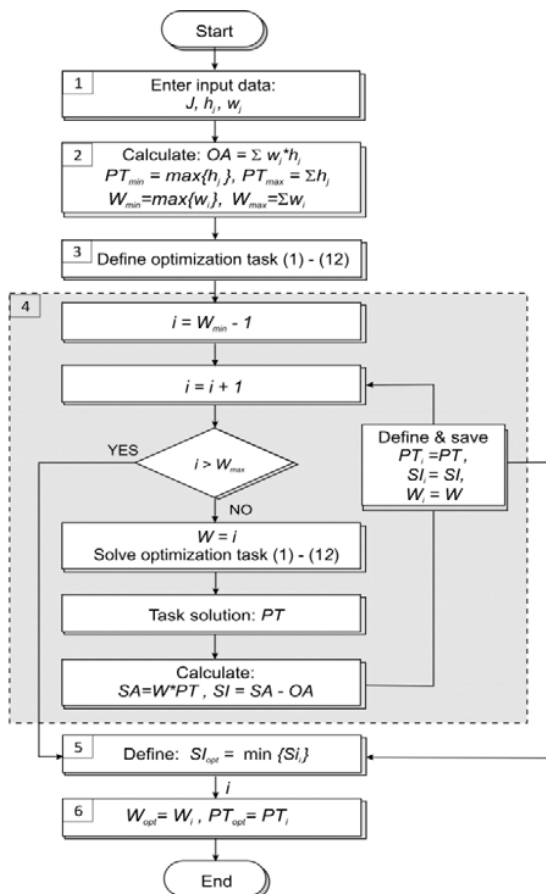 Start
1
Enter input data:
J, hⱼ, wⱼ
2
Calculate: OA = Σ wⱼ*hⱼ
PTmin = max{hⱼ}, PTmax = Σhⱼ
Wmin=max{wᵢ}, Wmax=Σwᵢ
3
Define optimization task (1) - (12)
4
i = Wmin - 1
i = i + 1
YES
i > Wmax
NO
Define & save
PTᵢ =PT,
SIᵢ = SI,
Wᵢ = W
W = i
Solve optimization task (1) - (12)
Task solution: PT
Calculate:
SA=W*PT , SI = SA - OA
5
Define: SIopt = min {Siᵢ}
i
6
Wopt= Wᵢ , PTopt= PTᵢ
End